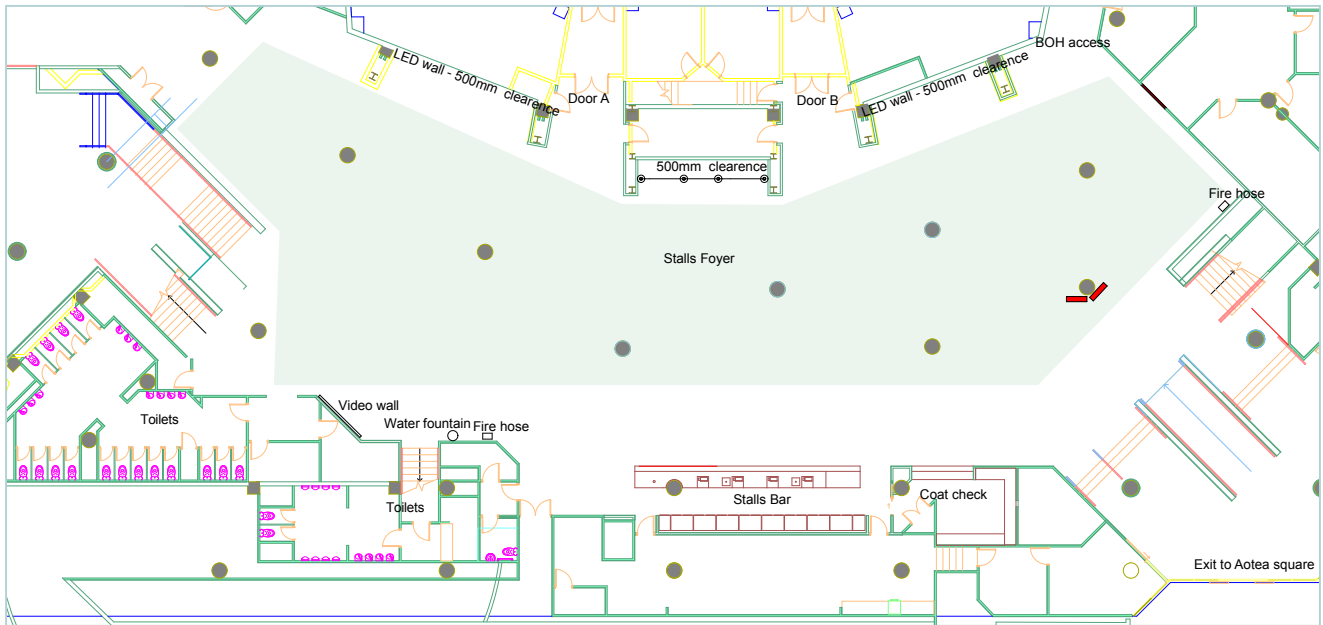 BOH access
LED wall - 500mm clearence
LED wall - 500mm clearence
Door A
Door B
500mm clearence
Fire hose
Stalls Foyer
Video wall
Toilets
Water fountain
Fire hose
Stalls Bar
Coat check
Toilets
Exit to Aotea square